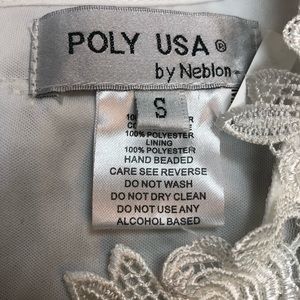 POLY USA®
by Neblon
S
100% POLYESTER
LINING
100% POLYESTER
HAND BEADED
CARE SEE REVERSE
DO NOT WASH
DO NOT DRY CLEAN
DO NOT USE ANY
ALCOHOL BASED